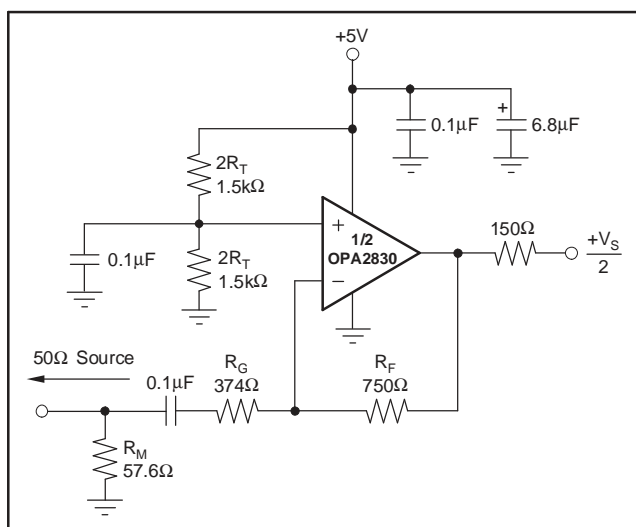 +5V
0.1µF
+
6.8µF
2R_T
1.5kΩ
+
1/2
OPA2830
−
150Ω
+V_S
2
0.1µF
2R_T
1.5kΩ
50Ω Source
0.1µF
R_G
374Ω
R_F
750Ω
R_M
57.6Ω